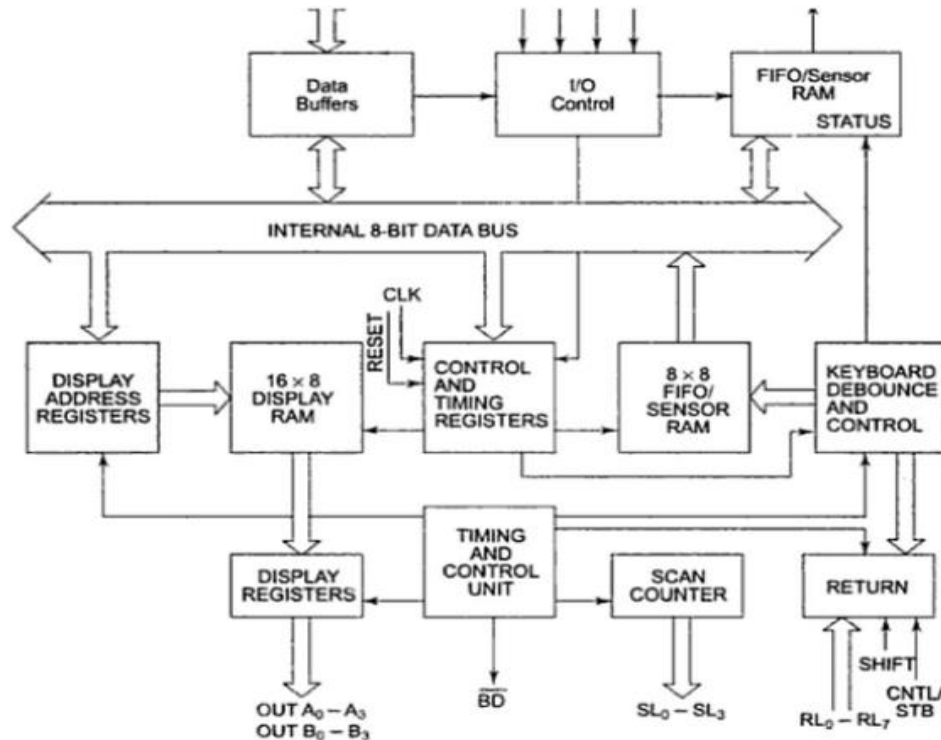 Data
Buffers
I/O
Control
FIFO/Sensor
RAM
STATUS
INTERNAL 8-BIT DATA BUS
CLK
RESET
DISPLAY
ADDRESS
REGISTERS
16 × 8
DISPLAY
RAM
CONTROL
AND
TIMING
REGISTERS
8 × 8
FIFO/
SENSOR
RAM
KEYBOARD
DEBOUNCE
AND
CONTROL
DISPLAY
REGISTERS
TIMING
AND
CONTROL
UNIT
SCAN
COUNTER
RETURN
OUT A₀ – A₃
OUT B₀ – B₃
B̅D̅
SL₀ – SL₃
RL₀ – RL₇
SHIFT
CNTL/
STB